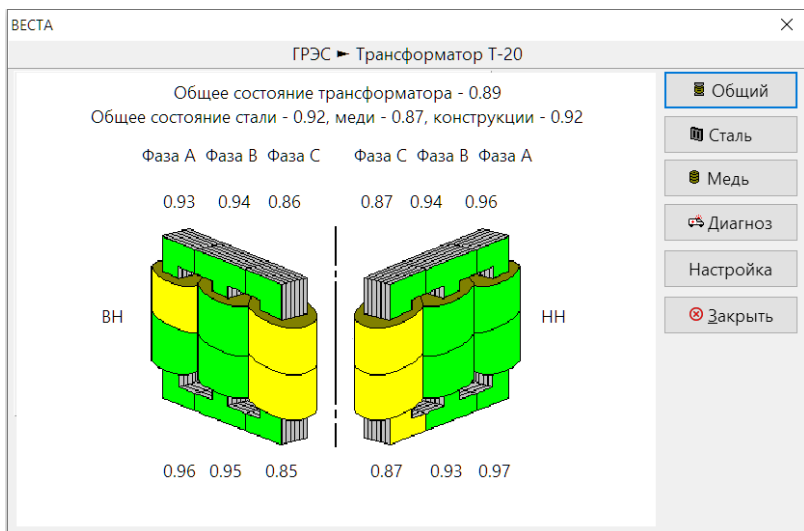 ВЕСТА
ГРЭС ► Трансформатор Т-20
Общее состояние трансформатора - 0.89
Общее состояние стали - 0.92, меди - 0.87, конструкции - 0.92
Фаза А Фаза В Фаза С Фаза С Фаза В Фаза А
0.93 0.94 0.86 0.87 0.94 0.96
ВН НН
0.96 0.95 0.85 0.87 0.93 0.97
Общий
Сталь
Медь
Диагноз
Настройка
Закрыть